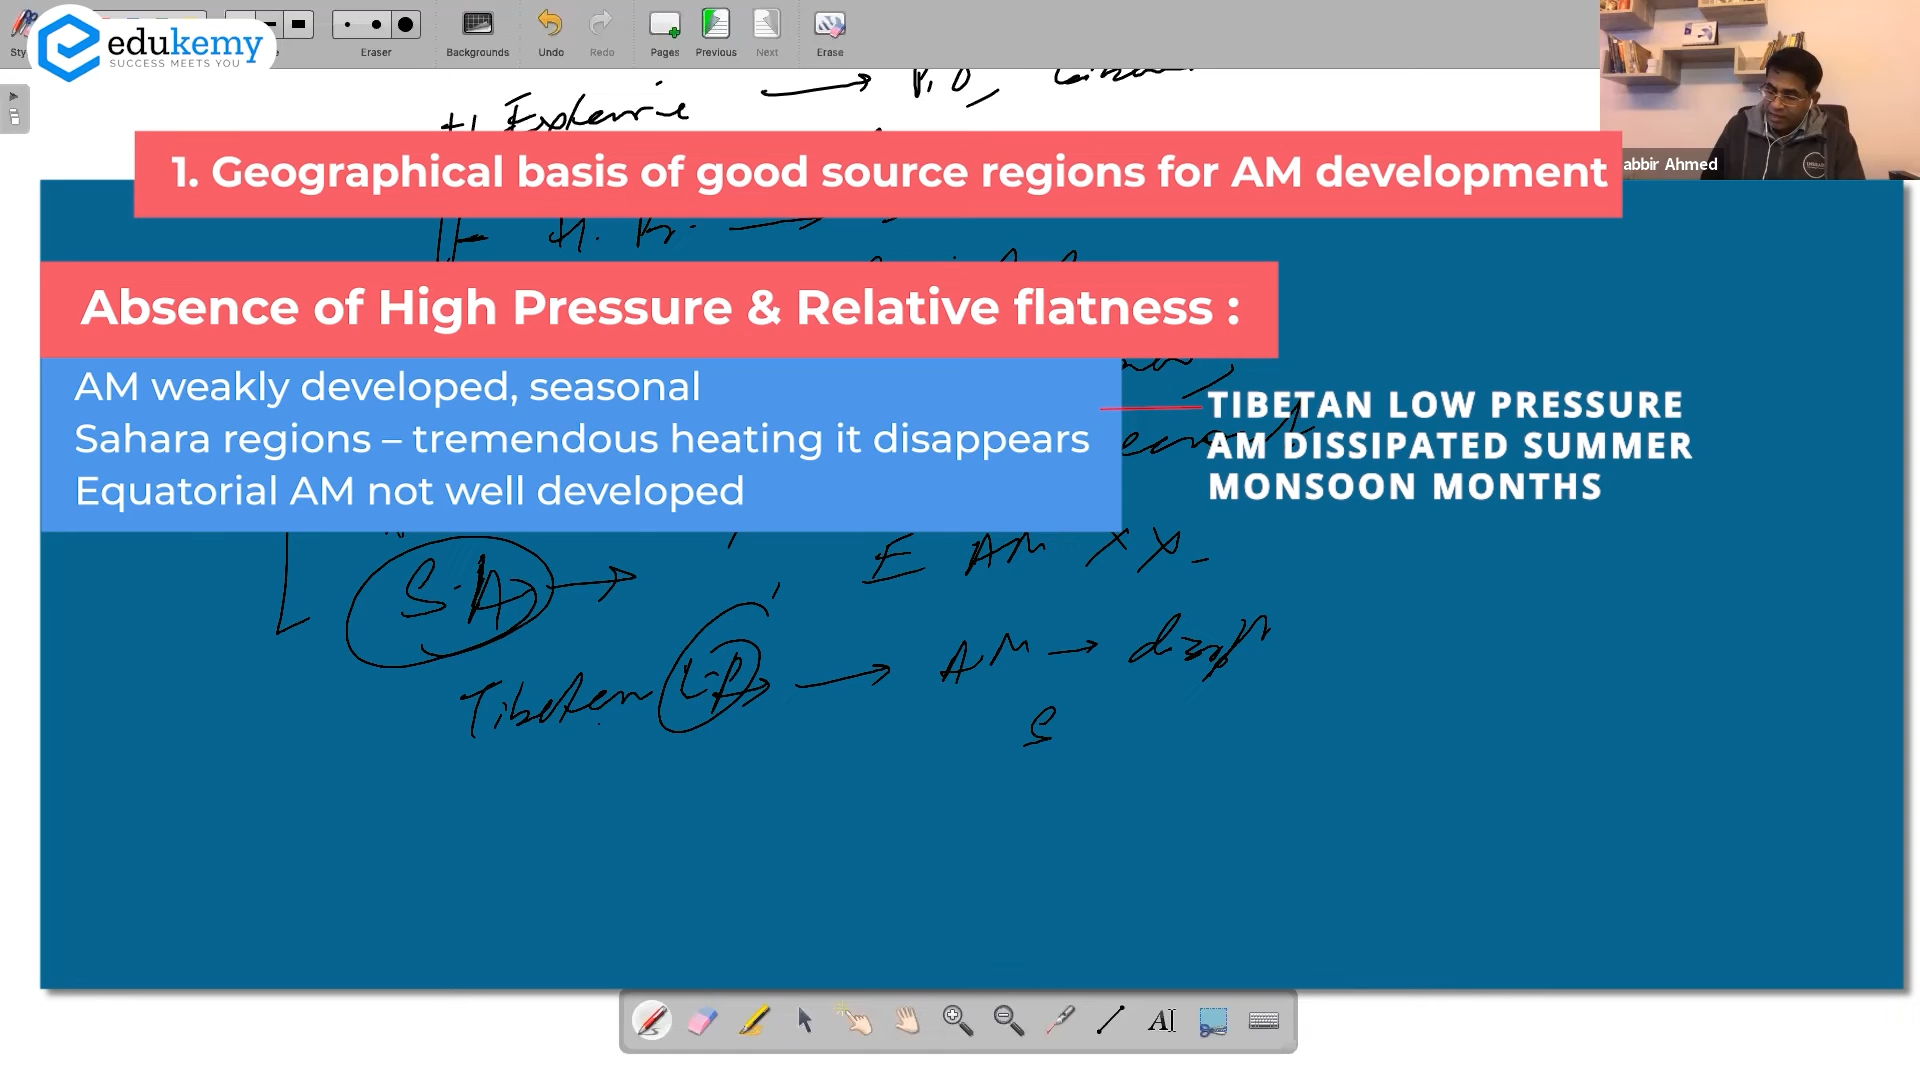 edukemy
SUCCESS MEETS YOU
Eraser
Backgrounds
Undo
Redo
Pages
Previous
Next
Erase
abbir Ahmed
1. Geographical basis of good source regions for AM development
Absence of High Pressure & Relative flatness :
AM weakly developed, seasonal
Sahara regions – tremendous heating it disappears
Equatorial AM not well developed
TIBETAN LOW PRESSURE
AM DISSIPATED SUMMER
MONSOON MONTHS
S.A
E AM X X
Tibetan L.P AM
S